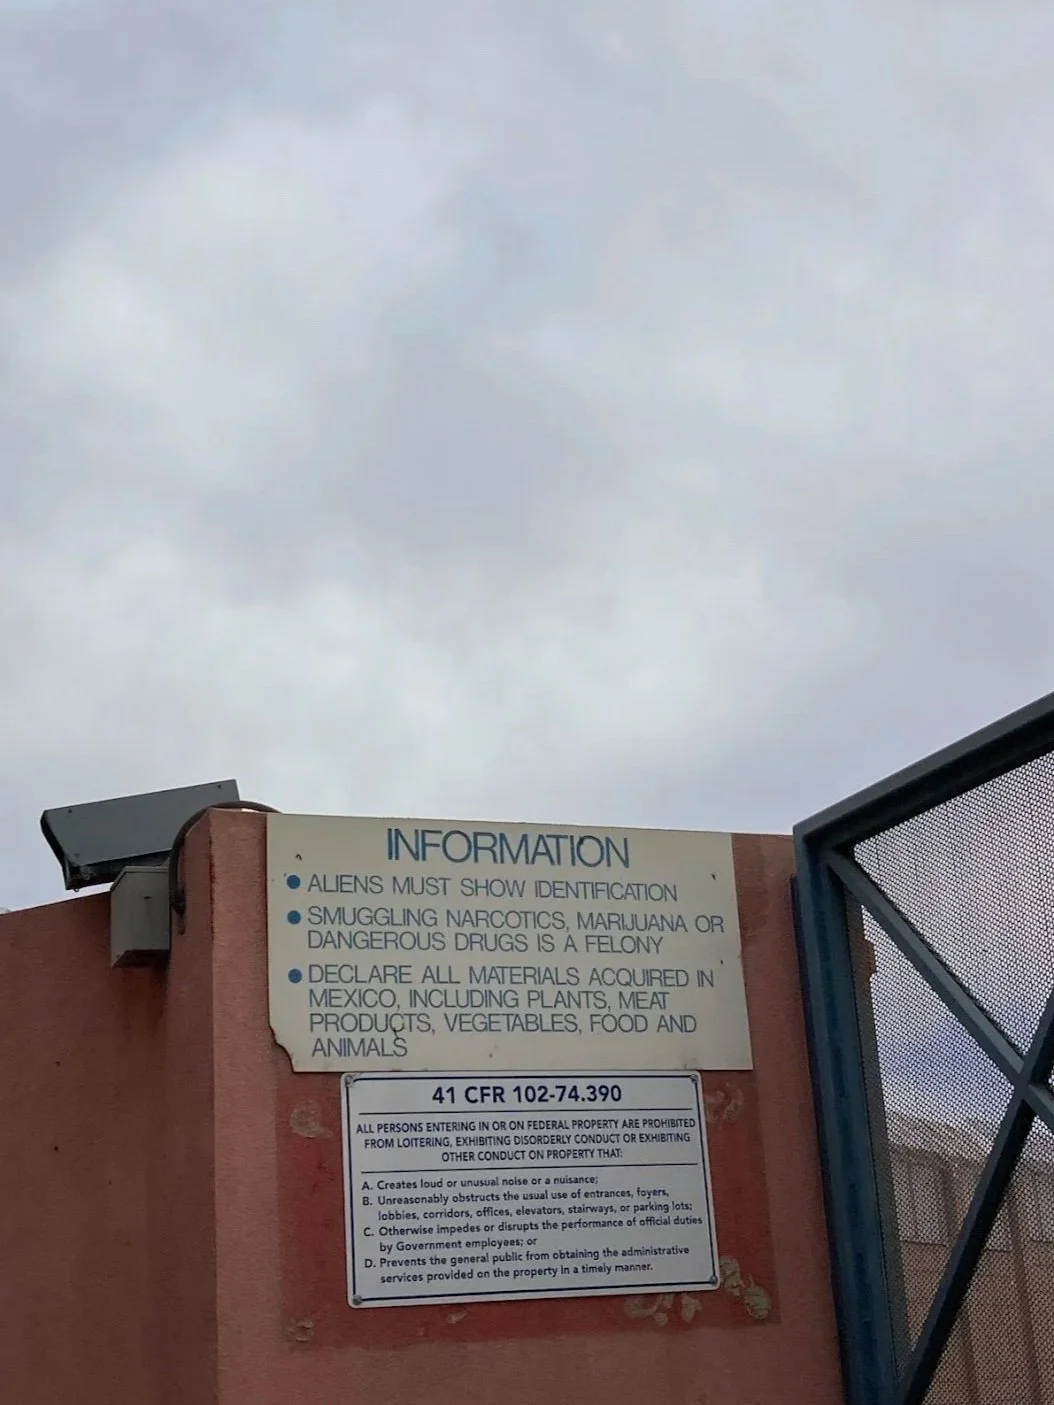 INFORMATION
● ALIENS MUST SHOW IDENTIFICATION
● SMUGGLING NARCOTICS, MARIJUANA OR
DANGEROUS DRUGS IS A FELONY
● DECLARE ALL MATERIALS ACQUIRED IN
MEXICO, INCLUDING PLANTS, MEAT
PRODUCTS, VEGETABLES, FOOD AND
ANIMALS
41 CFR 102-74.390
ALL PERSONS ENTERING IN OR ON FEDERAL PROPERTY ARE PROHIBITED
FROM LOITERING, EXHIBITING DISORDERLY CONDUCT OR EXHIBITING
OTHER CONDUCT ON PROPERTY THAT:
A. Creates loud or unusual noise or a nuisance;
B. Unreasonably obstructs the usual use of entrances, foyers,
lobbies, corridors, offices, elevators, stairways, or parking lots;
C. Otherwise impedes or disrupts the performance of official duties
by Government employees; or
D. Prevents the general public from obtaining the administrative
services provided on the property in a timely manner.